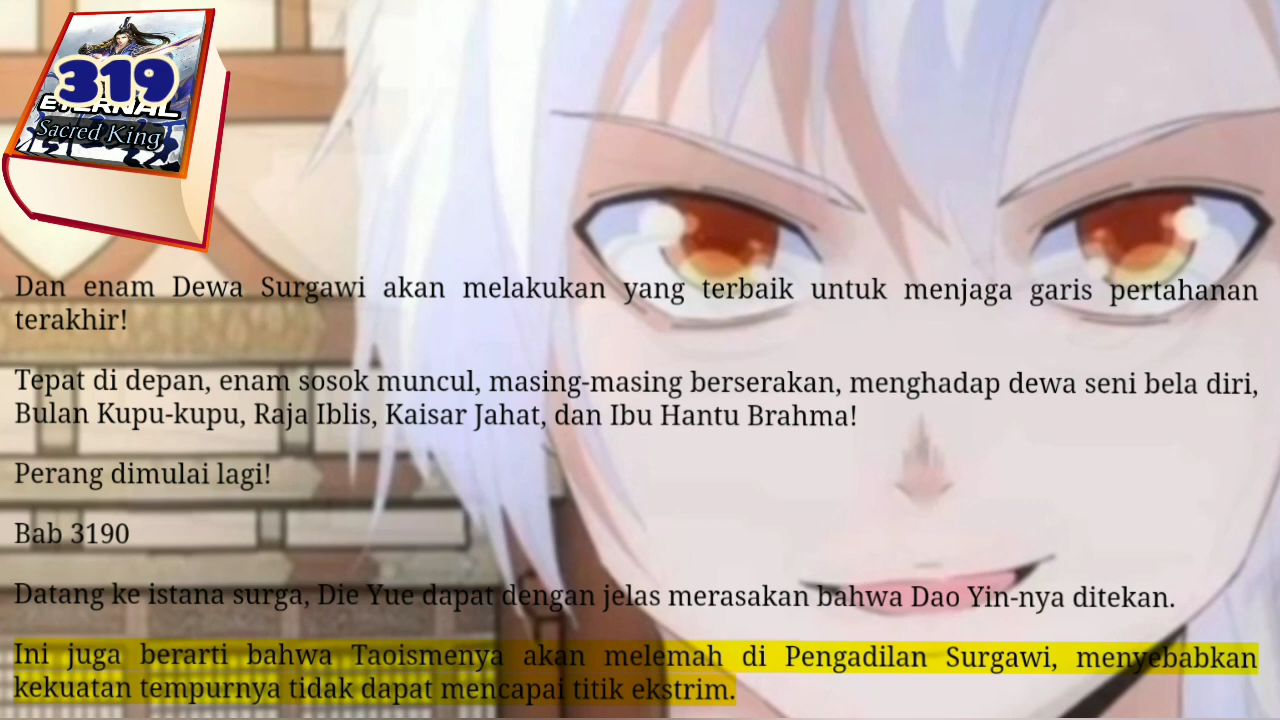 319
ETERNAL
Sacred King
Dan enam Dewa Surgawi akan melakukan yang terbaik untuk menjaga garis pertahanan
terakhir!
Tepat di depan, enam sosok muncul, masing-masing berserakan, menghadap dewa seni bela diri,
Bulan Kupu-kupu, Raja Iblis, Kaisar Jahat, dan Ibu Hantu Brahma!
Perang dimulai lagi!
Bab 3190
Datang ke istana surga, Die Yue dapat dengan jelas merasakan bahwa Dao Yin-nya ditekan.
Ini juga berarti bahwa Taoismenya akan melemah di Pengadilan Surgawi, menyebabkan
kekuatan tempurnya tidak dapat mencapai titik ekstrim.